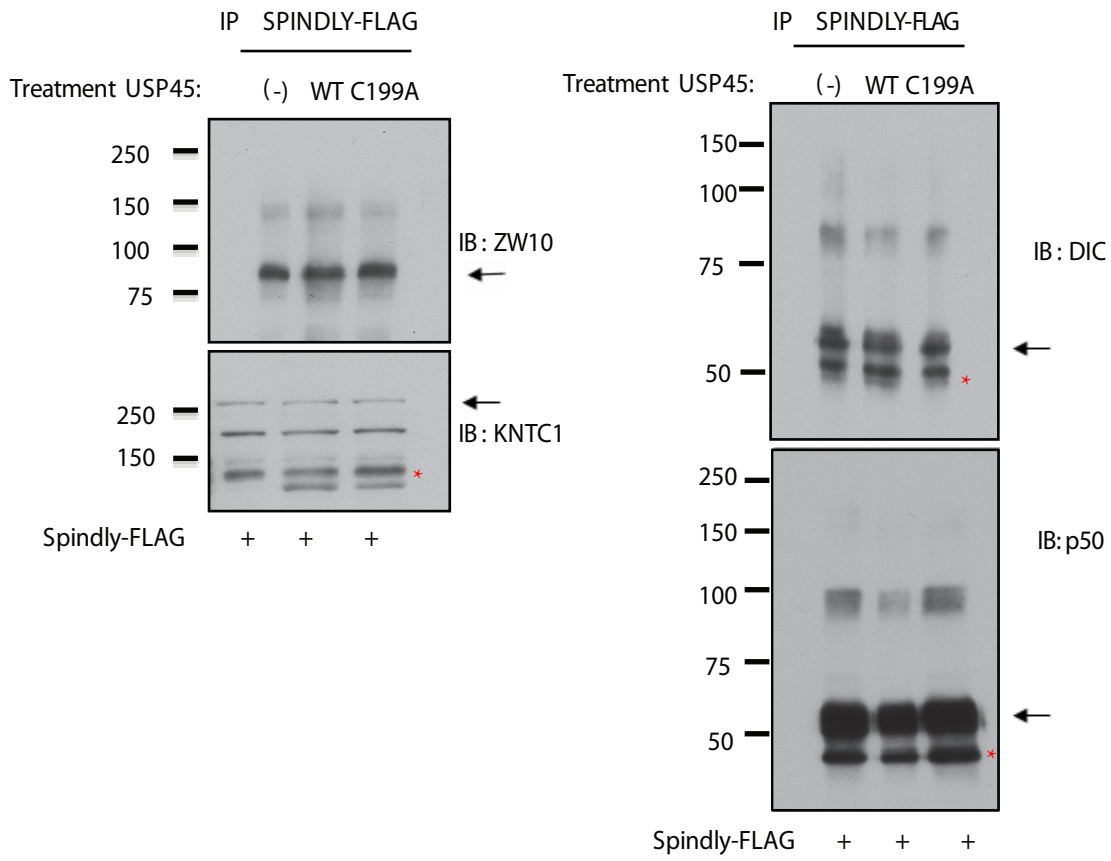 IP SPINDLY-FLAG
Treatment USP45: (-) WT C199A
250
150
100
75
IB: ZW10
250
150
IB: KNTC1
*
Spindly-FLAG + + +
IP SPINDLY-FLAG
Treatment USP45: (-) WT C199A
150
100
75
50
IB: DIC
*
250
150
100
75
50
IB: p50
*
Spindly-FLAG + + +